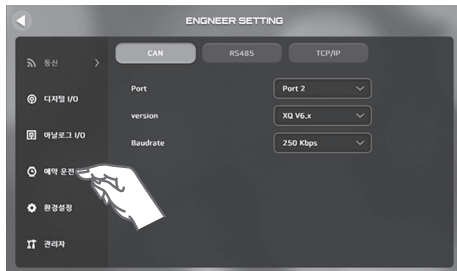 ENGNEER SETTING
통신
CAN
RS485
TCP/IP
디지털 I/O
Port
Port 2
version
XQ V6.x
아날로그 I/O
Baudrate
250 Kbps
예약 운전
환경설정
관리자